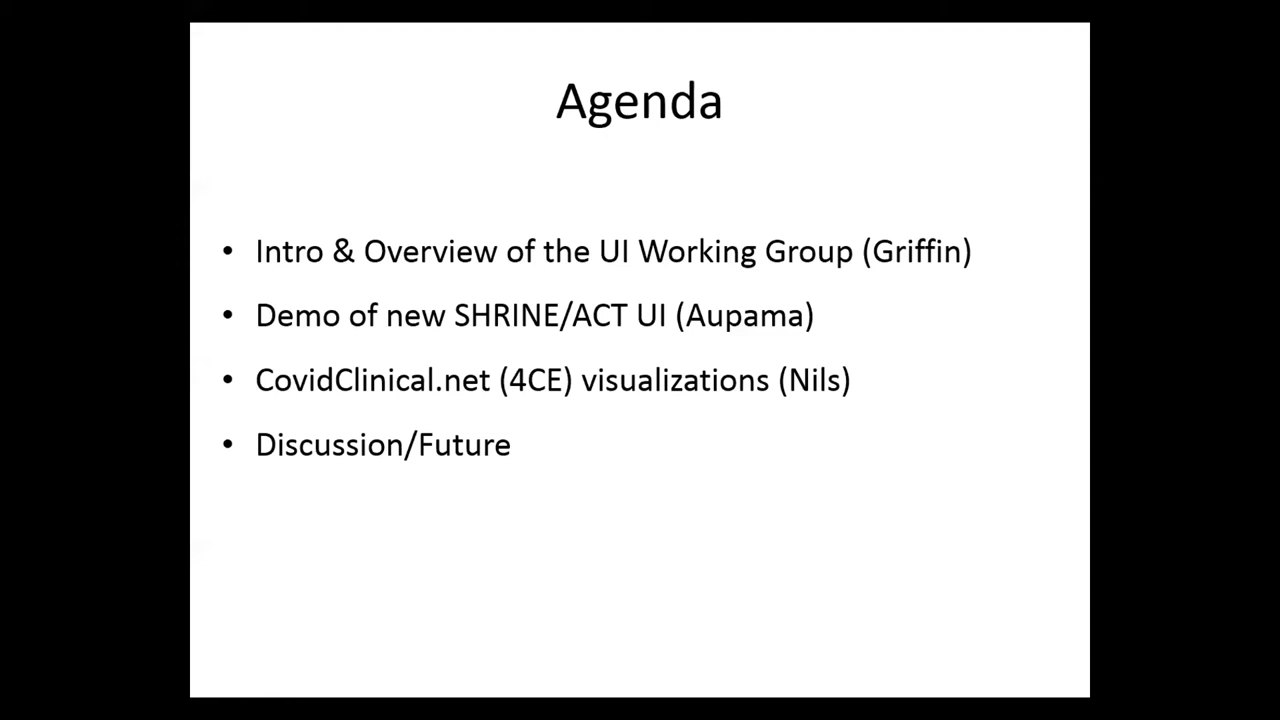 Agenda
• Intro & Overview of the UI Working Group (Griffin)
• Demo of new SHRINE/ACT UI (Aupama)
• CovidClinical.net (4CE) visualizations (Nils)
• Discussion/Future